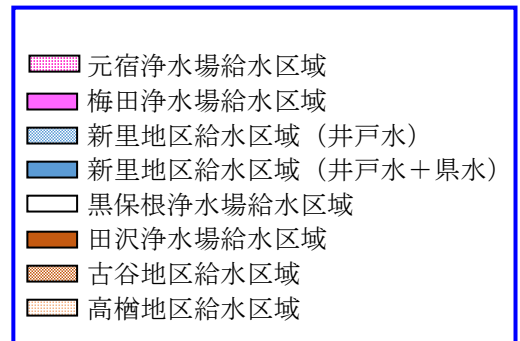 元宿浄水場給水区域
梅田浄水場給水区域
新里地区給水区域（井戸水）
新里地区給水区域（井戸水＋県水）
黒保根浄水場給水区域
田沢浄水場給水区域
古谷地区給水区域
高楢地区給水区域